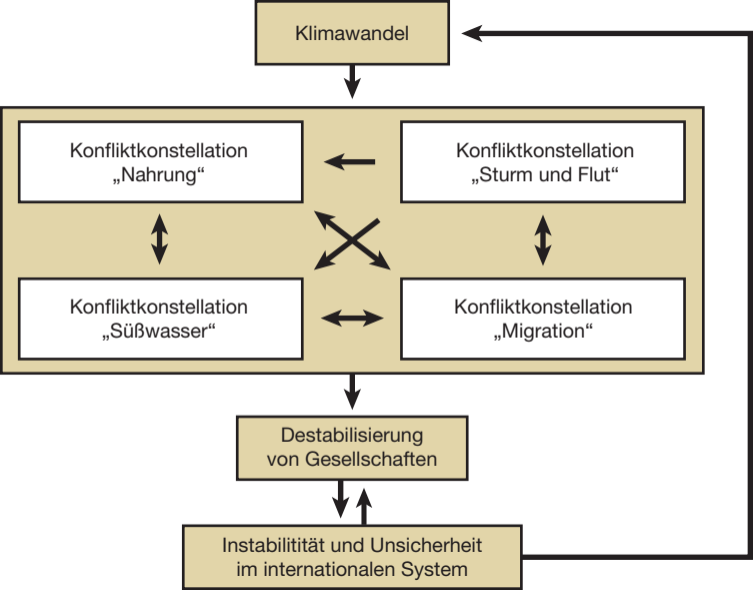 Klimawandel
Konfliktkonstellation
„Nahrung“
Konfliktkonstellation
„Sturm und Flut“
Konfliktkonstellation
„Süßwasser“
Konfliktkonstellation
„Migration“
Destabilisierung
von Gesellschaften
Instabilitität und Unsicherheit
im internationalen System